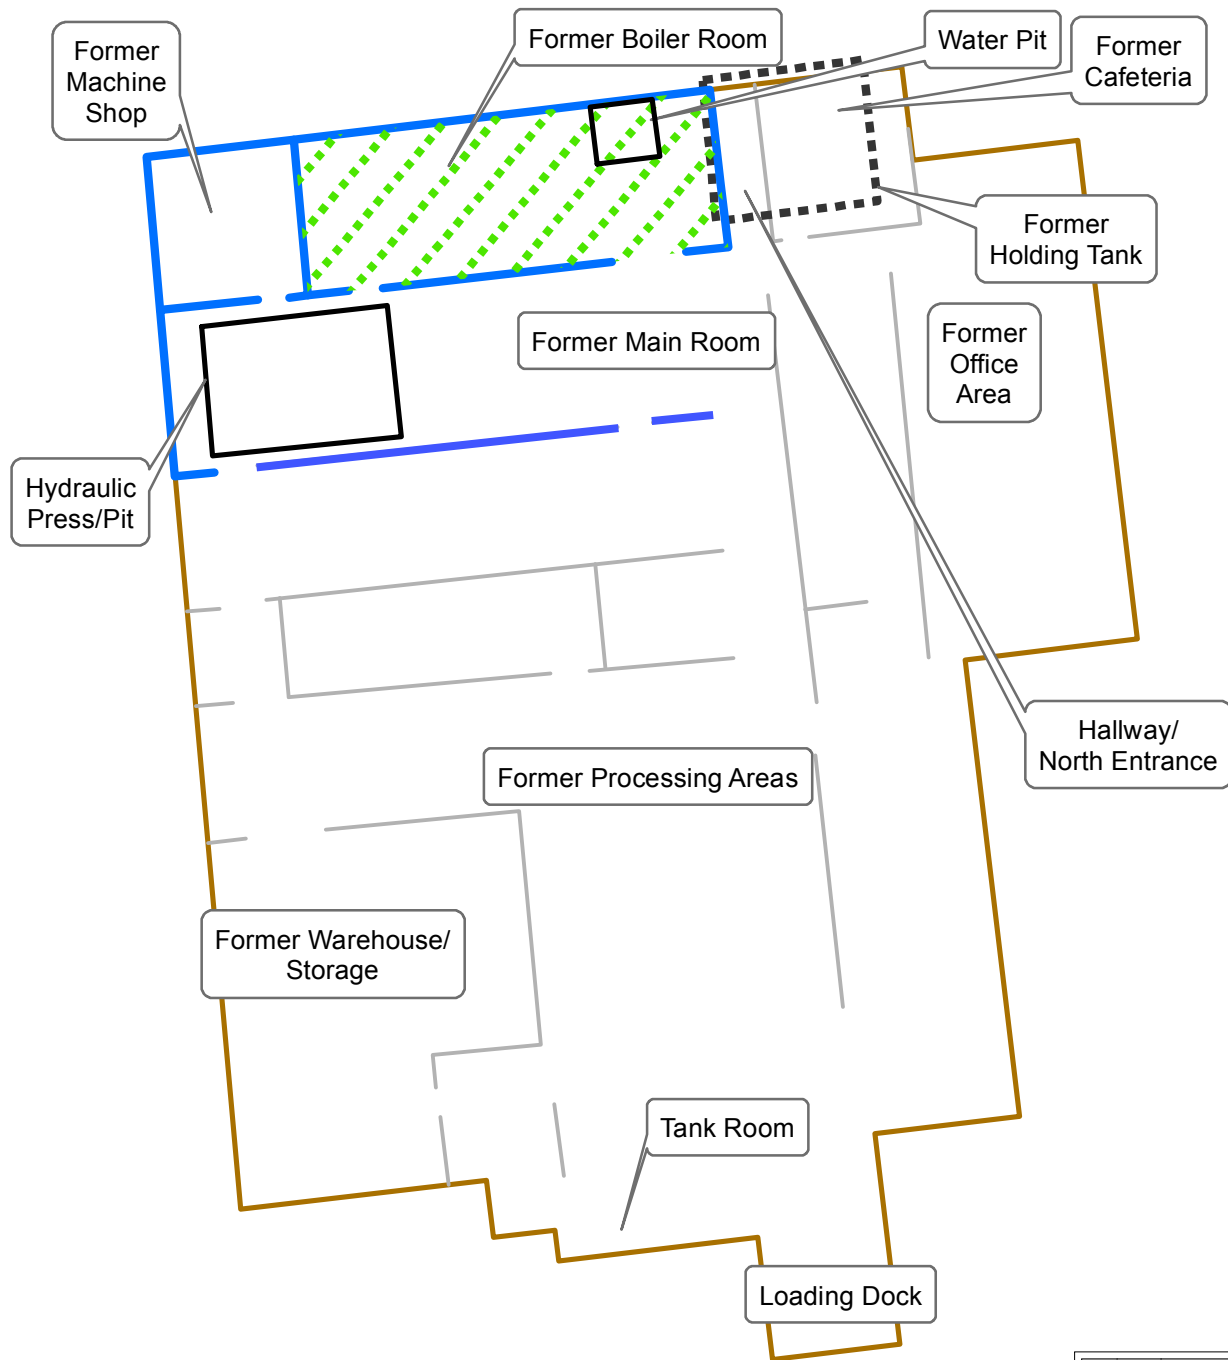 Former
Machine
Shop
Former Boiler Room
Water Pit
Former
Cafeteria
Former
Holding Tank
Former Main Room
Former
Office
Area
Hydraulic
Press/Pit
Hallway/
North Entrance
Former Processing Areas
Former Warehouse/
Storage
Tank Room
Loading Dock